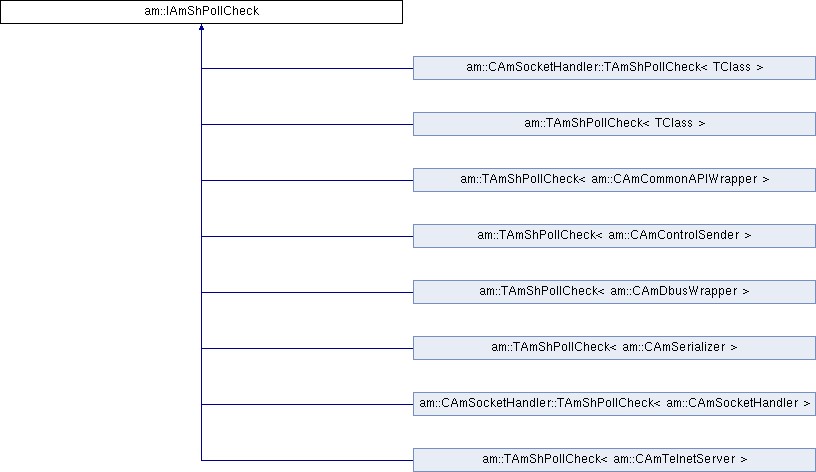 am::IAmShPollCheck
am::CAmSocketHandler::TAmShPollCheck< TClass >
am::TAmShPollCheck< TClass >
am::TAmShPollCheck< am::CAmCommonAPIWrapper >
am::TAmShPollCheck< am::CAmControlSender >
am::TAmShPollCheck< am::CAmDbusWrapper >
am::TAmShPollCheck< am::CAmSerializer >
am::CAmSocketHandler::TAmShPollCheck< am::CAmSocketHandler >
am::TAmShPollCheck< am::CAmTelnetServer >